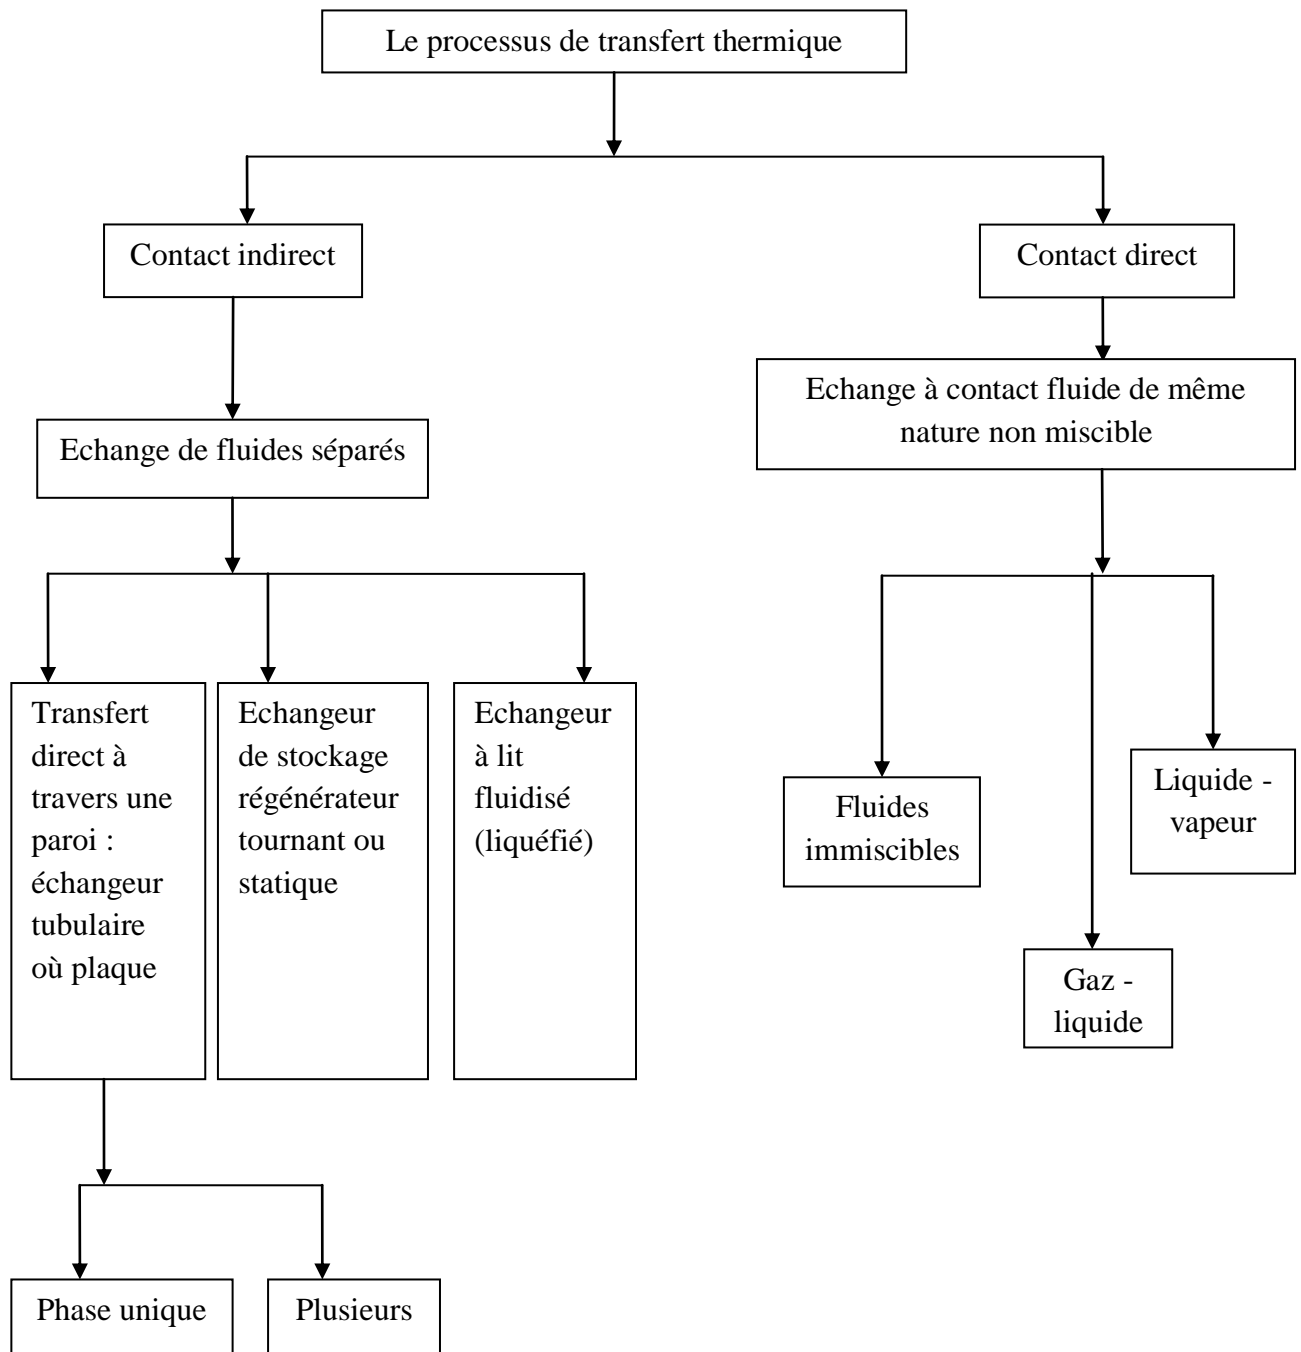 Le processus de transfert thermique
Contact indirect
Contact direct
Echange à contact fluide de même
nature non miscible
Echange de fluides séparés
Transfert
direct à
travers une
paroi :
échangeur
tubulaire
où plaque
Echangeur
de stockage
régénérateur
tournant ou
statique
Echangeur
à lit
fluidisé
(liquéfié)
Fluides
immiscibles
Liquide -
vapeur
Gaz -
liquide
Phase unique
Plusieurs